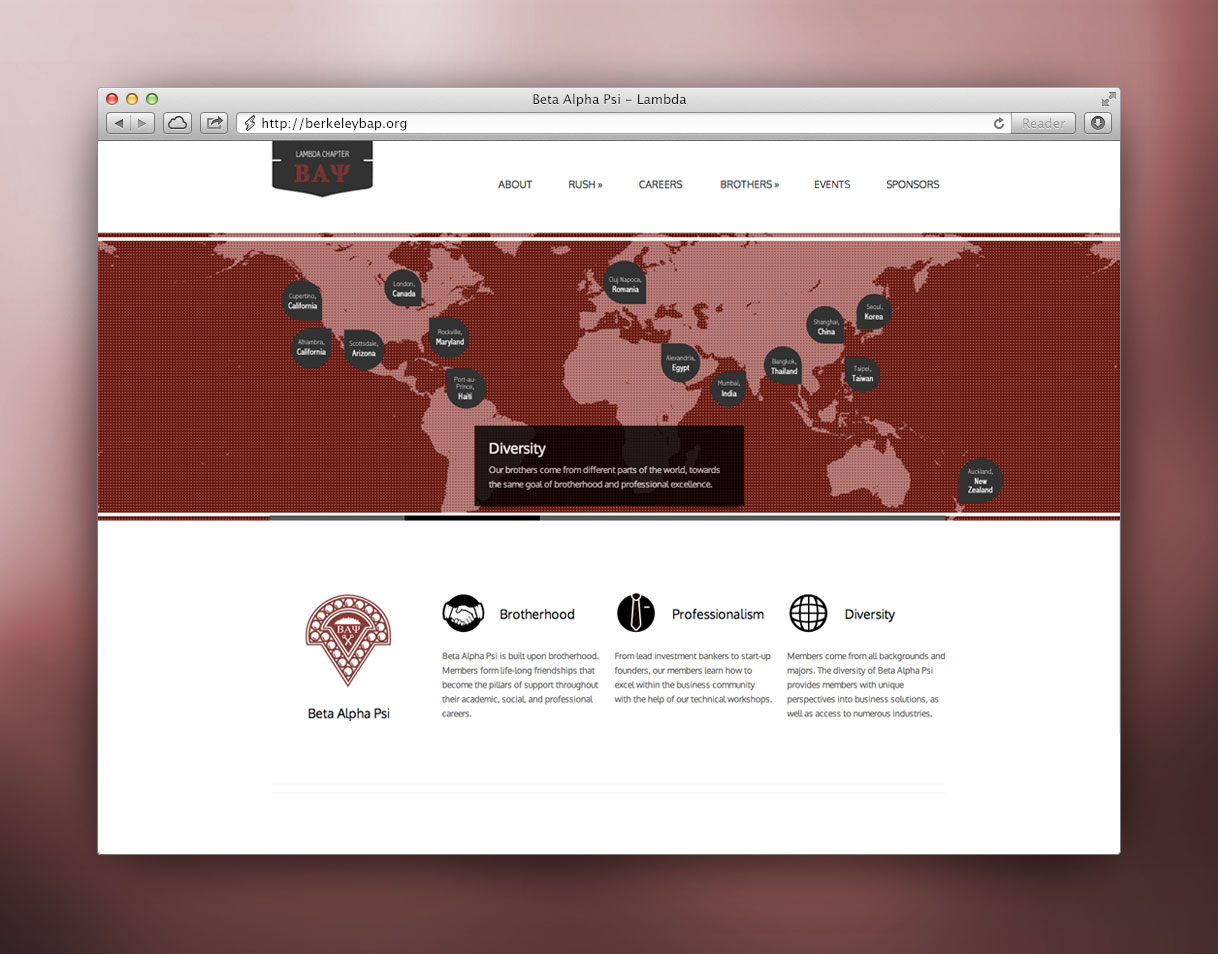 Beta Alpha Psi – Lambda
http://berkeleybap.org
Reader
LAMBDA CHAPTER
ΒΑΨ
ABOUT
RUSH »
CAREERS
BROTHERS »
EVENTS
SPONSORS
Cupertino,
California
London,
Canada
Cluj Napoca,
Romania
Alhambra,
California
Scottsdale,
Arizona
Rockville,
Maryland
Port-au-
Prince,
Haiti
Alexandria,
Egypt
Mumbai,
India
Bangkok,
Thailand
Shanghai,
China
Seoul,
Korea
Taipei,
Taiwan
Auckland,
New
Zealand
Diversity
Our brothers come from different parts of the world, towards
the same goal of brotherhood and professional excellence.
ΒΑΨ
Beta Alpha Psi
Brotherhood
Beta Alpha Psi is built upon brotherhood.
Members form life-long friendships that
become the pillars of support throughout
their academic, social, and professional
careers.
Professionalism
From lead investment bankers to start-up
founders, our members learn how to
excel within the business community
with the help of our technical workshops.
Diversity
Members come from all backgrounds and
majors. The diversity of Beta Alpha Psi
provides members with unique
perspectives into business solutions, as
well as access to numerous industries.